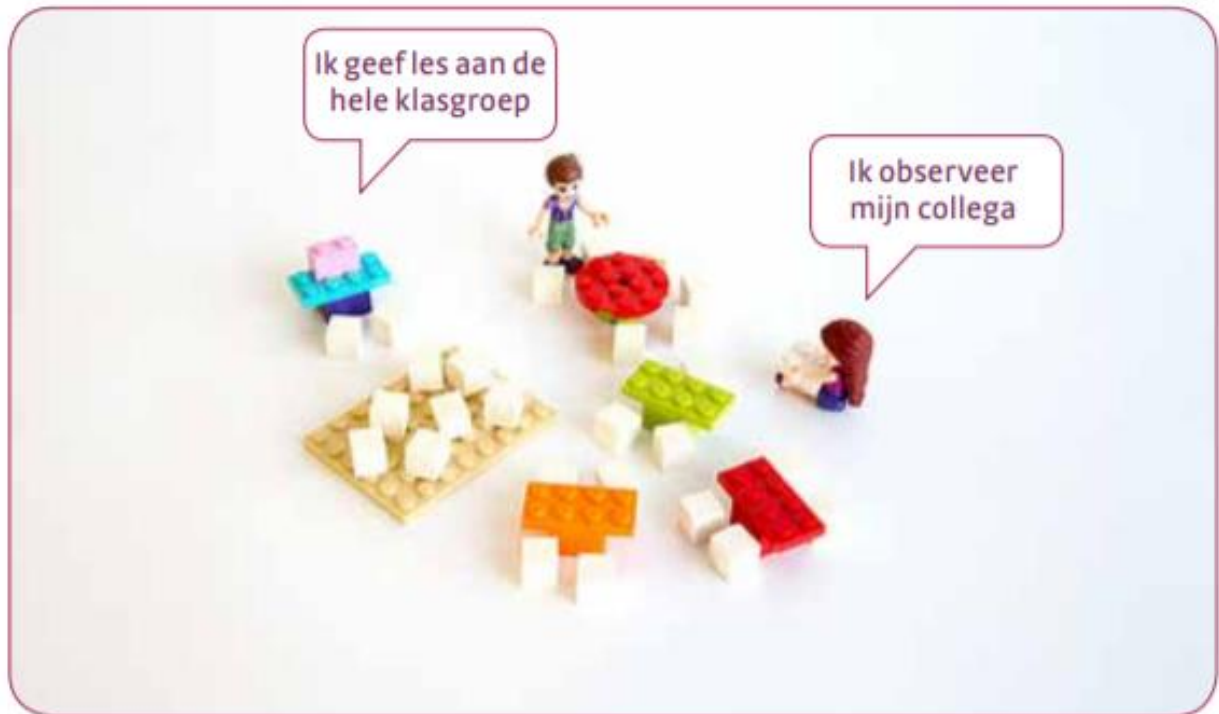 Ik geef les aan de
hele klasgroep
Ik observeer
mijn collega